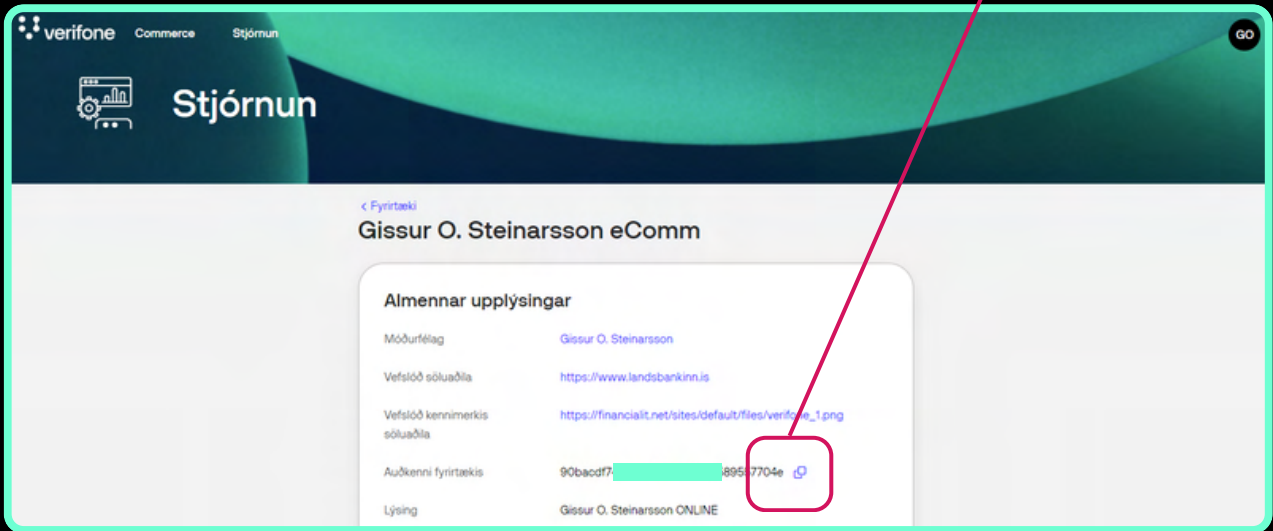 verifone Commerce Stjórnun GO
Stjórnun
< Fyrirtæki
Gissur O. Steinarsson eComm
Almennar upplýsingar
Móðurfélag Gissur O. Steinarsson
Vefslóð söluaðila https://www.landsbankinn.is
Vefslóð kennimerkis https://financialit.net/sites/default/files/verifone_1.png
söluaðila
Auðkenni fyrirtækis 90bacdf7 89557704e
Lýsing Gissur O. Steinarsson ONLINE